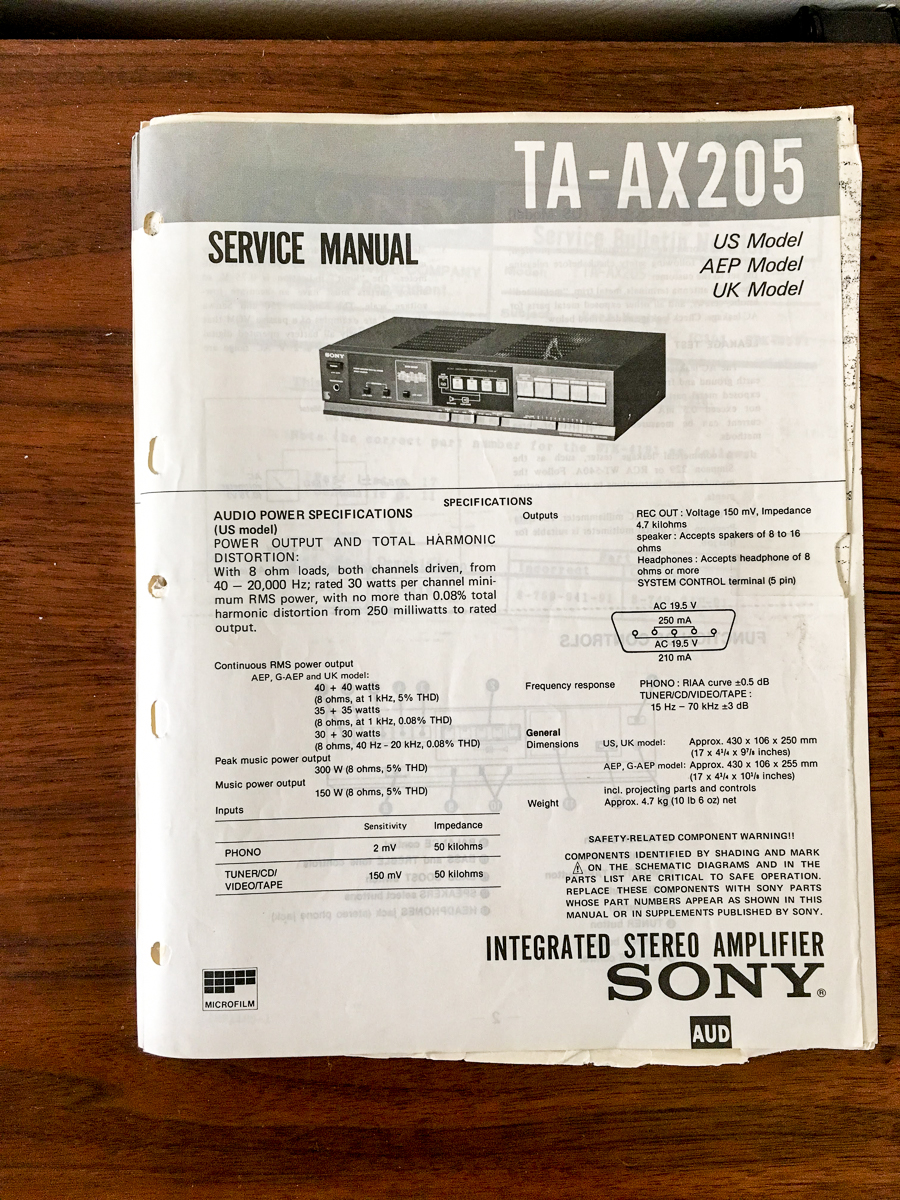 TA-AX205
SERVICE MANUAL
US Model
AEP Model
UK Model
SONY
SPECIFICATIONS
AUDIO POWER SPECIFICATIONS
(US model)
POWER OUTPUT AND TOTAL HARMONIC
DISTORTION:
With 8 ohm loads, both channels driven, from
40 – 20,000 Hz; rated 30 watts per channel mini-
mum RMS power, with no more than 0.08% total
harmonic distortion from 250 milliwatts to rated
output.
Continuous RMS power output
AEP, G-AEP and UK model:
40 + 40 watts
(8 ohms, at 1 kHz, 5% THD)
35 + 35 watts
(8 ohms, at 1 kHz, 0.08% THD)
30 + 30 watts
(8 ohms, 40 Hz - 20 kHz, 0.08% THD)
Peak music power output
300 W (8 ohms, 5% THD)
Music power output
150 W (8 ohms, 5% THD)
Inputs
Sensitivity Impedance
PHONO 2 mV 50 kilohms
TUNER/CD/ 150 mV 50 kilohms
VIDEO/TAPE
Outputs REC OUT : Voltage 150 mV, Impedance
4.7 kilohms
speaker : Accepts spakers of 8 to 16
ohms
Headphones : Accepts headphone of 8
ohms or more
SYSTEM CONTROL terminal (5 pin)
AC 19.5 V
250 mA
AC 19.5 V
210 mA
Frequency response PHONO : RIAA curve ±0.5 dB
TUNER/CD/VIDEO/TAPE :
15 Hz – 70 kHz ±3 dB
General
Dimensions US, UK model: Approx. 430 x 106 x 250 mm
(17 x 4¹/₄ x 9⁷/₈ inches)
AEP, G-AEP model: Approx. 430 x 106 x 255 mm
(17 x 4¹/₄ x 10¹/₈ inches)
incl. projecting parts and controls
Weight Approx. 4.7 kg (10 lb 6 oz) net
SAFETY-RELATED COMPONENT WARNING!!
COMPONENTS IDENTIFIED BY SHADING AND MARK
⚠ ON THE SCHEMATIC DIAGRAMS AND IN THE
PARTS LIST ARE CRITICAL TO SAFE OPERATION.
REPLACE THESE COMPONENTS WITH SONY PARTS
WHOSE PART NUMBERS APPEAR AS SHOWN IN THIS
MANUAL OR IN SUPPLEMENTS PUBLISHED BY SONY.
INTEGRATED STEREO AMPLIFIER
SONY®
MICROFILM
AUD